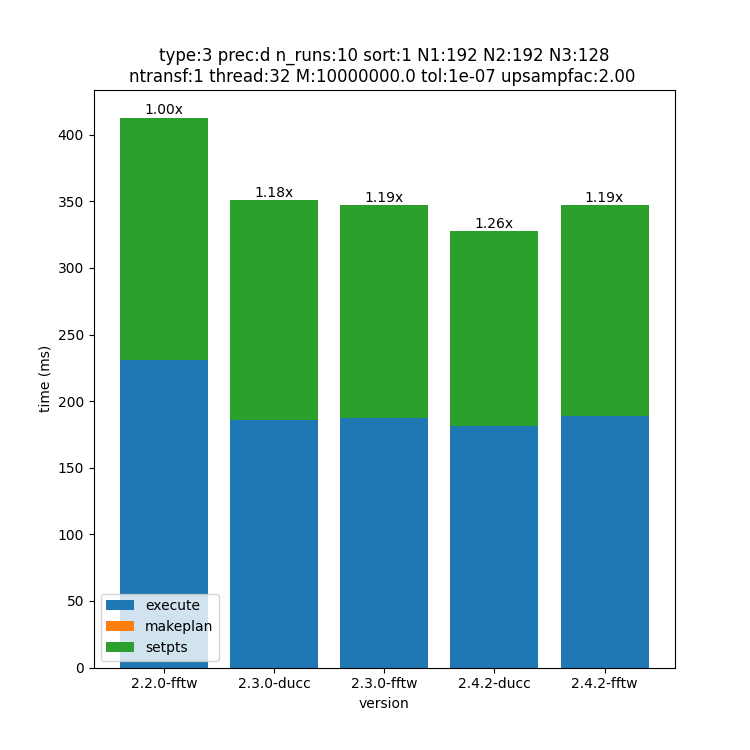 type:3 prec:d n_runs:10 sort:1 N1:192 N2:192 N3:128
ntransf:1 thread:32 M:10000000.0 tol:1e-07 upsampfac:2.00
1.00x
1.18x
1.19x
1.26x
1.19x
400
350
300
250
200
150
100
50
0
time (ms)
execute
makeplan
setpts
2.2.0-fftw
2.3.0-ducc
2.3.0-fftw
2.4.2-ducc
2.4.2-fftw
version